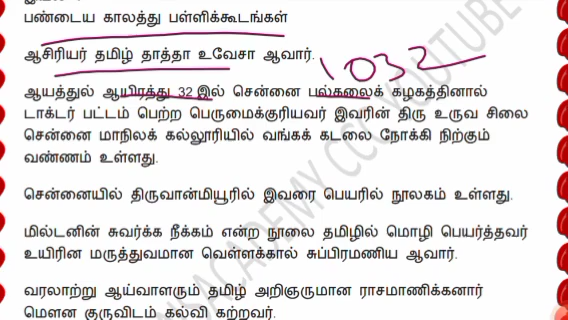 பண்டைய காலத்து பள்ளிக்கூடங்கள்
ஆசிரியர் தமிழ் தாத்தா உவேசா ஆவார்.
1032
ஆயத்துல் ஆயிரத்து 32 இல் சென்னை பல்கலைக் கழகத்தினால்
டாக்டர் பட்டம் பெற்ற பெருமைக்குரியவர் இவரின் திரு உருவ சிலை
சென்னை மாநிலக் கல்லூரியில் வங்கக் கடலை நோக்கி நிற்கும்
வண்ணம் உள்ளது.
சென்னையில் திருவான்மியூரில் இவரை பெயரில் நூலகம் உள்ளது.
மில்டனின் சுவர்க்க நீக்கம் என்ற நூலை தமிழில் மொழி பெயர்த்தவர்
உயிரின மருத்துவமான வெள்ளக்கால் சுப்பிரமணிய ஆவார்.
வரலாற்று ஆய்வாளரும் தமிழ் அறிஞருமான ராசமாணிக்கனார்
மௌன குருவிடம் கல்வி கற்றவர்.
ACADEMY CCC YOUTUBE